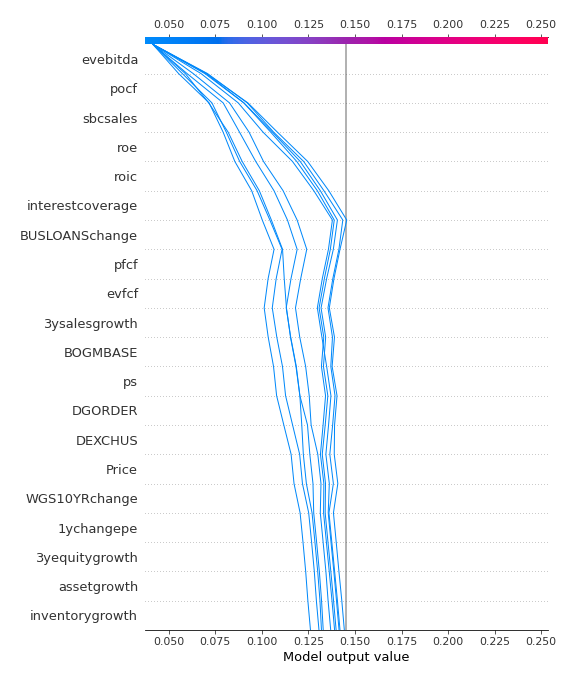 0.050 0.075 0.100 0.125 0.150 0.175 0.200 0.225 0.250
evebitda
pocf
sbcsales
roe
roic
interestcoverage
BUSLOANSchange
pfcf
evfcf
3ysalesgrowth
BOGMBASE
ps
DGORDER
DEXCHUS
Price
WGS10YRchange
1ychangepe
3yequitygrowth
assetgrowth
inventorygrowth
0.050 0.075 0.100 0.125 0.150 0.175 0.200 0.225 0.250
Model output value